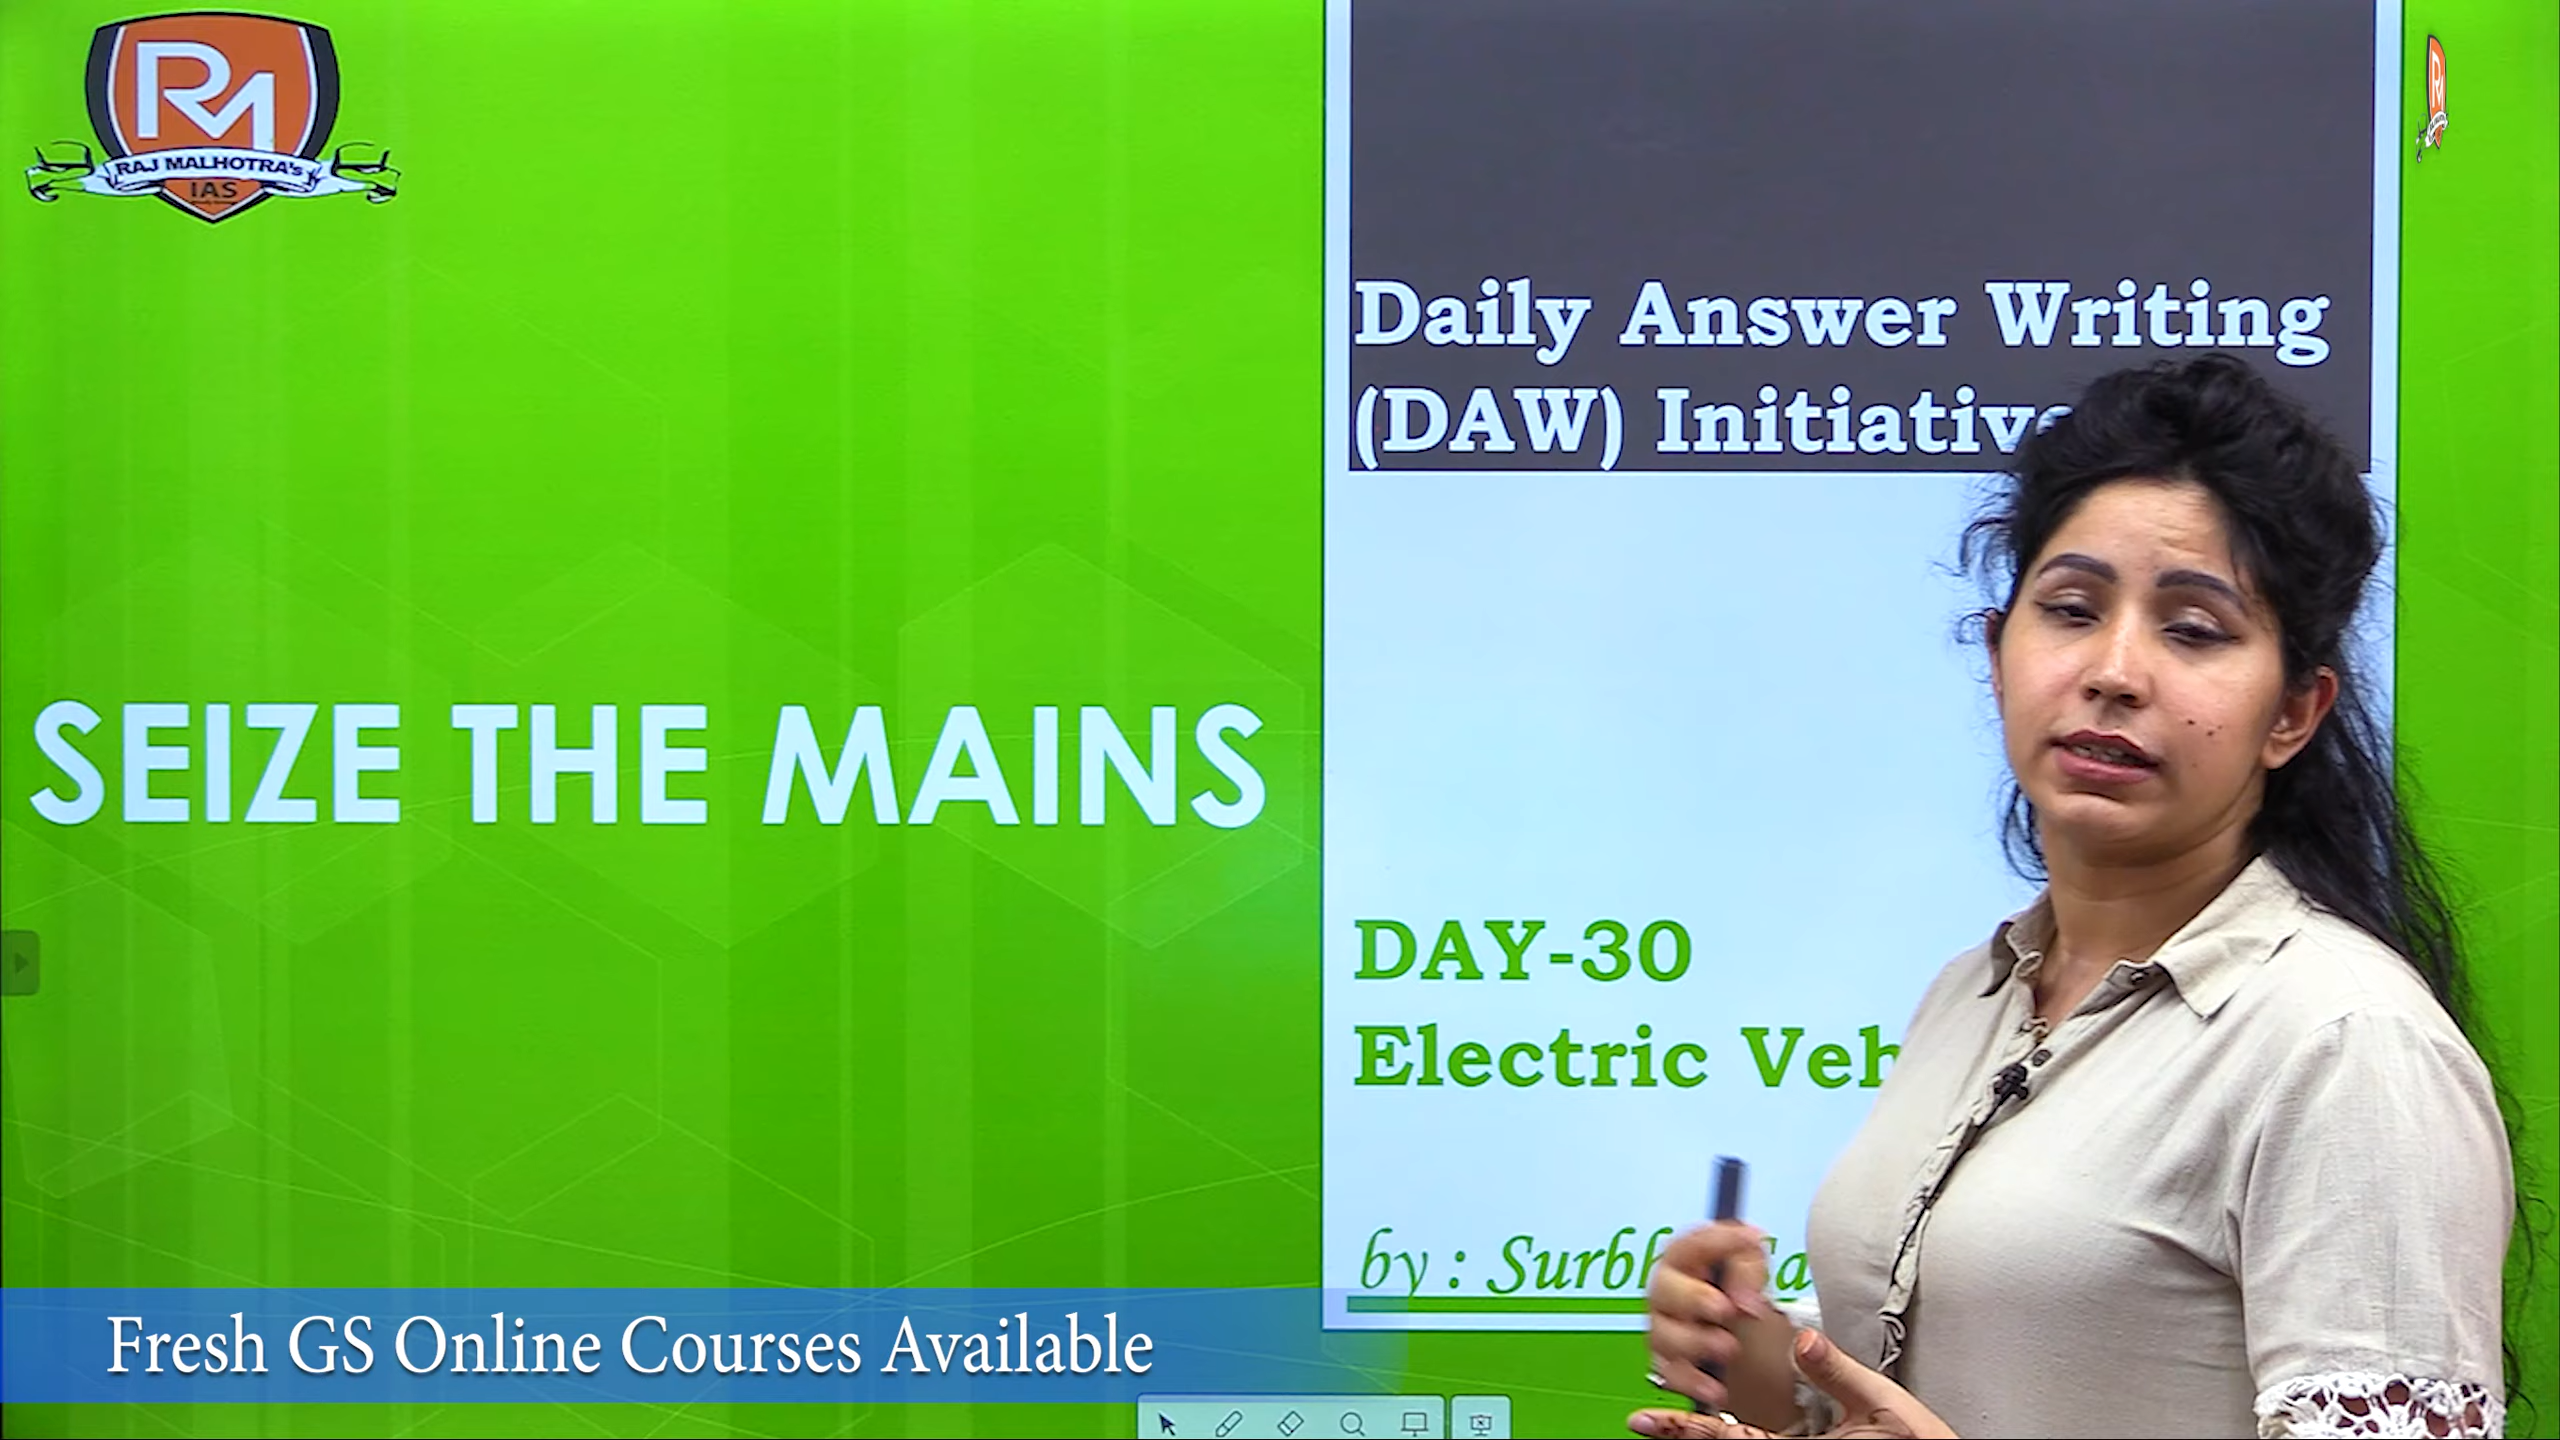 RM
RAJ MALHOTRA's
IAS
Daily Answer Writing
(DAW) Initiative
SEIZE THE MAINS
DAY-30
Electric Veh
by : Surbh
Fresh GS Online Courses Available
RM